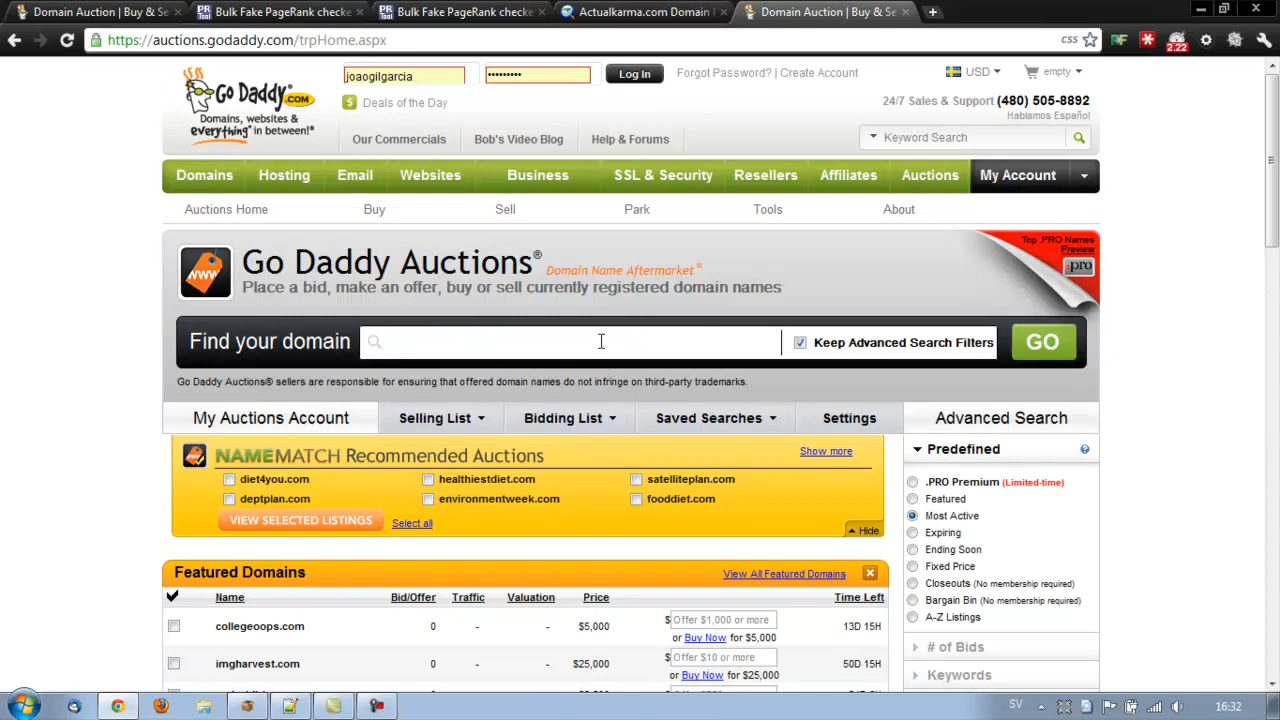 Domain Auction | Buy & Se
Bulk Fake PageRank checke
Bulk Fake PageRank checke
Actualkarma.com Domain
Domain Auction | Buy & Se
https://auctions.godaddy.com/trpHome.aspx
css
2.22
joaogilgarcia
•••••••••
Log In
Forgot Password? | Create Account
USD
empty
Go Daddy.COM
Domains, websites &
everything* in between!*
Deals of the Day
24/7 Sales & Support (480) 505-8892
Hablamos Español
Our Commercials
Bob's Video Blog
Help & Forums
Keyword Search
Domains
Hosting
Email
Websites
Business
SSL & Security
Resellers
Affiliates
Auctions
My Account
Auctions Home
Buy
Sell
Park
Tools
About
Top .PRO Names
Preview
.pro
www
Go Daddy Auctions® Domain Name Aftermarket®
Place a bid, make an offer, buy or sell currently registered domain names
Find your domain
Keep Advanced Search Filters
GO
Go Daddy Auctions® sellers are responsible for ensuring that offered domain names do not infringe on third-party trademarks.
My Auctions Account
Selling List
Bidding List
Saved Searches
Settings
Advanced Search
NAMEMATCH Recommended Auctions
Show more
diet4you.com
healthiestdiet.com
satelliteplan.com
deptplan.com
environmentweek.com
fooddiet.com
VIEW SELECTED LISTINGS
Select all
Hide
Predefined
.PRO Premium (Limited-time)
Featured
Most Active
Expiring
Ending Soon
Fixed Price
Closeouts (No membership required)
Bargain Bin (No membership required)
A-Z Listings
# of Bids
Keywords
Featured Domains
View All Featured Domains
Name
Bid/Offer
Traffic
Valuation
Price
Time Left
collegeoops.com
0
-
-
$5,000
$ Offer $1,000 or more
or Buy Now for $5,000
13D 15H
imgharvest.com
0
-
-
$25,000
$ Offer $10 or more
or Buy Now for $25,000
50D 15H
SV
16:32